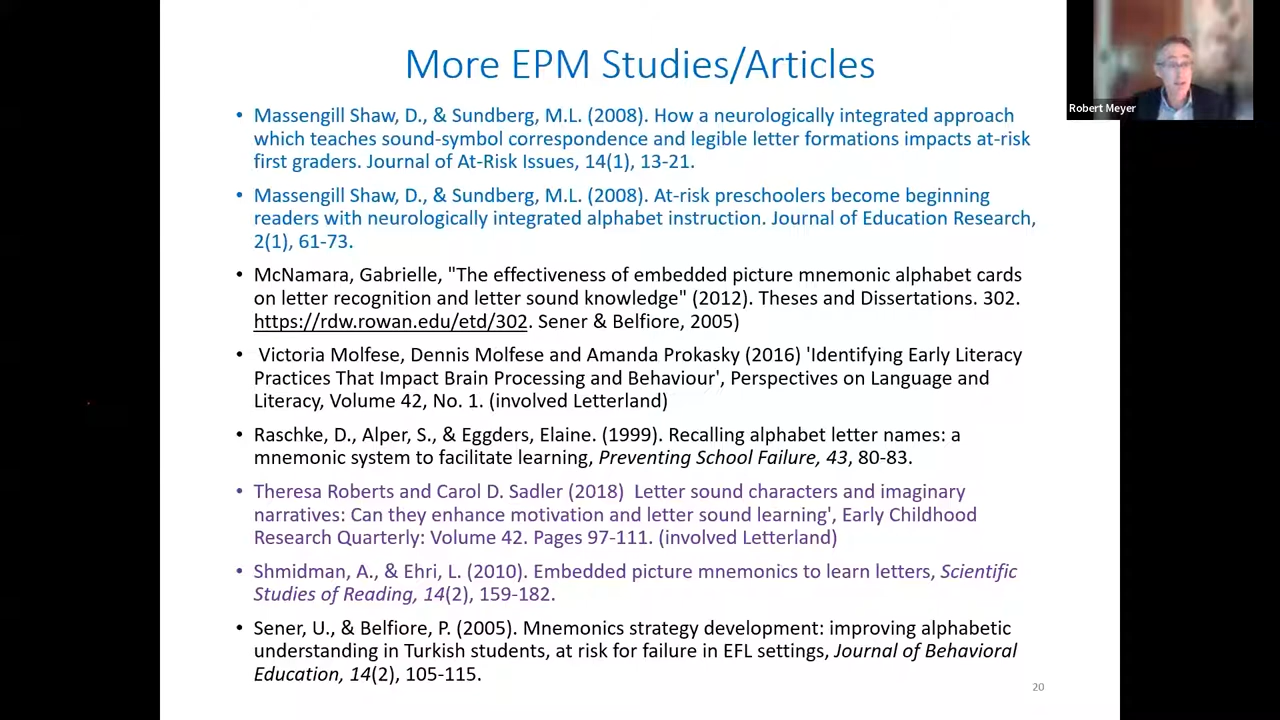 More EPM Studies/Articles
Robert Meyer
• Massengill Shaw, D., & Sundberg, M.L. (2008). How a neurologically integrated approach
which teaches sound-symbol correspondence and legible letter formations impacts at-risk
first graders. Journal of At-Risk Issues, 14(1), 13-21.
• Massengill Shaw, D., & Sundberg, M.L. (2008). At-risk preschoolers become beginning
readers with neurologically integrated alphabet instruction. Journal of Education Research,
2(1), 61-73.
• McNamara, Gabrielle, "The effectiveness of embedded picture mnemonic alphabet cards
on letter recognition and letter sound knowledge" (2012). Theses and Dissertations. 302.
https://rdw.rowan.edu/etd/302. Sener & Belfiore, 2005)
• Victoria Molfese, Dennis Molfese and Amanda Prokasky (2016) 'Identifying Early Literacy
Practices That Impact Brain Processing and Behaviour', Perspectives on Language and
Literacy, Volume 42, No. 1. (involved Letterland)
• Raschke, D., Alper, S., & Eggders, Elaine. (1999). Recalling alphabet letter names: a
mnemonic system to facilitate learning, Preventing School Failure, 43, 80-83.
• Theresa Roberts and Carol D. Sadler (2018) Letter sound characters and imaginary
narratives: Can they enhance motivation and letter sound learning', Early Childhood
Research Quarterly: Volume 42. Pages 97-111. (involved Letterland)
• Shmidman, A., & Ehri, L. (2010). Embedded picture mnemonics to learn letters, Scientific
Studies of Reading, 14(2), 159-182.
• Sener, U., & Belfiore, P. (2005). Mnemonics strategy development: improving alphabetic
understanding in Turkish students, at risk for failure in EFL settings, Journal of Behavioral
Education, 14(2), 105-115.
20